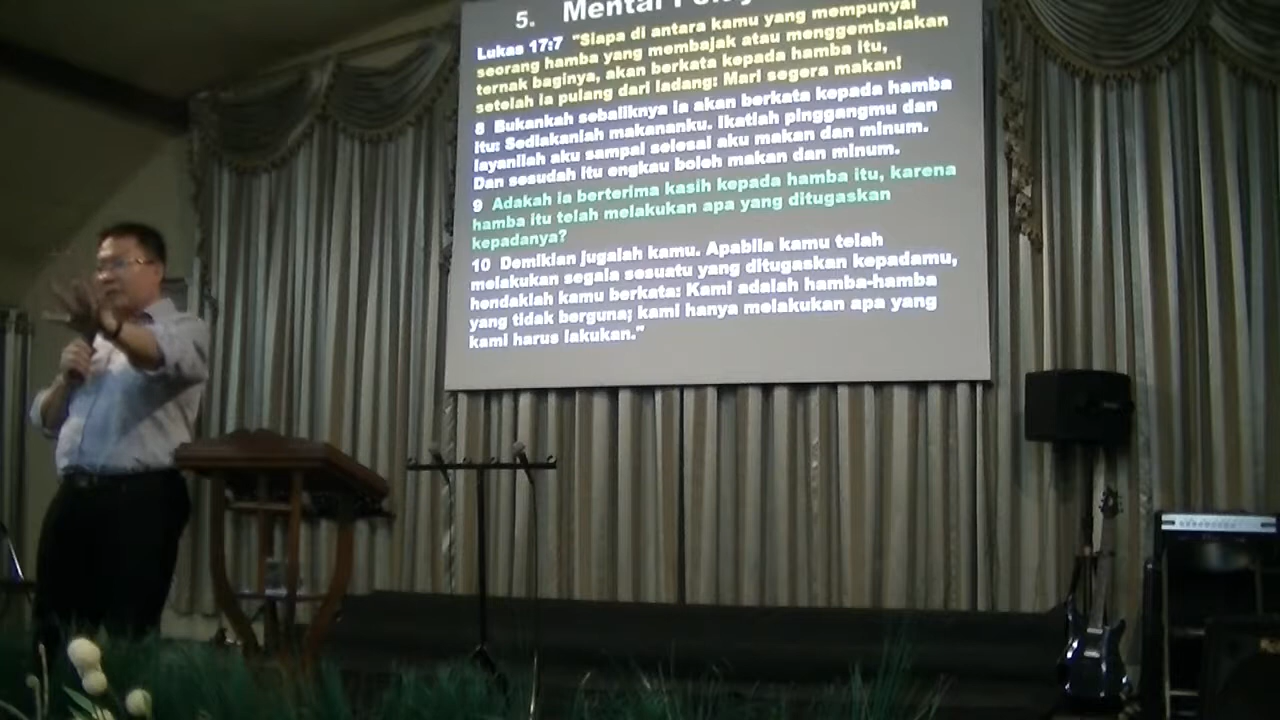 5. Mental
Lukas 17:7 "Siapa di antara kamu yang mempunyai
seorang hamba yang membajak atau menggembalakan
ternak baginya, akan berkata kepada hamba itu,
setelah ia pulang dari ladang: Mari segera makan!
8 Bukankah sebaliknya ia akan berkata kepada hamba
itu: Sediakanlah makananku. Ikatlah pinggangmu dan
layanilah aku sampai selesai aku makan dan minum.
Dan sesudah itu engkau boleh makan dan minum.
9 Adakah ia berterima kasih kepada hamba itu, karena
hamba itu telah melakukan apa yang ditugaskan
kepadanya?
10 Demikian jugalah kamu. Apabila kamu telah
melakukan segala sesuatu yang ditugaskan kepadamu,
hendaklah kamu berkata: Kami adalah hamba-hamba
yang tidak berguna; kami hanya melakukan apa yang
kami harus lakukan."